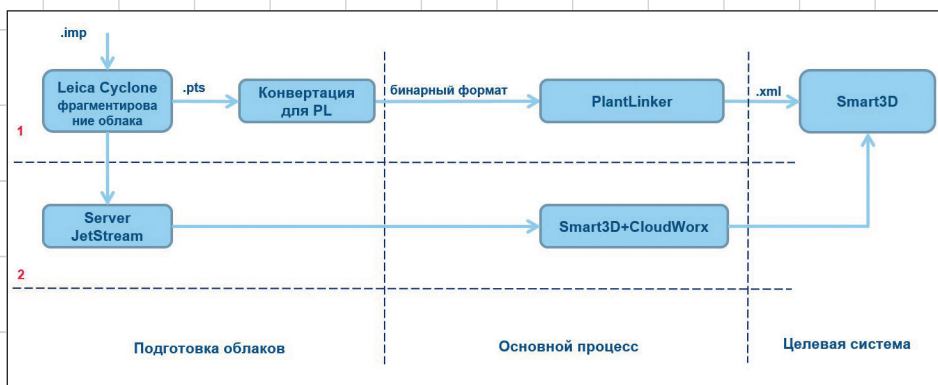 .imp
Leica Cyclone
фрагментирова
ние облака
.pts
Конвертация
для PL
бинарный формат
PlantLinker
.xml
Smart3D
1
Server
JetStream
Smart3D+CloudWorx
2
Подготовка облаков
Основной процесс
Целевая система